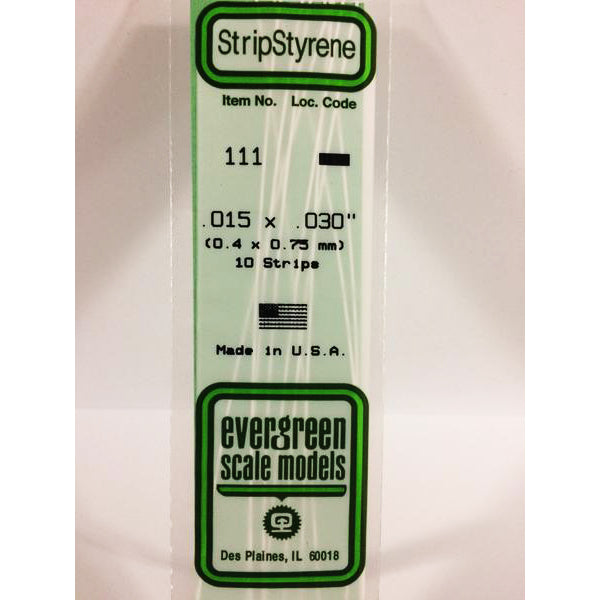 StripStyrene
Item No. Loc. Code
111
.015 x .030"
(0.4 x 0.75 mm)
10 Strips
Made in U.S.A.
evergreen
scale models
Des Plaines, IL 60018